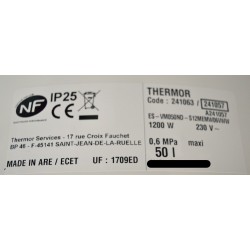 NF
IP25
Thermor Services - 17 rue Croix Fauchet
BP 46 - F-45141 SAINT-JEAN-DE-LA-RUELLE
MADE IN ARE / ECET UF : 1709ED
THERMOR
Code : 241063 / 241057
A241057
1200 W 230 V~
0,6 MPa maxi
50 l